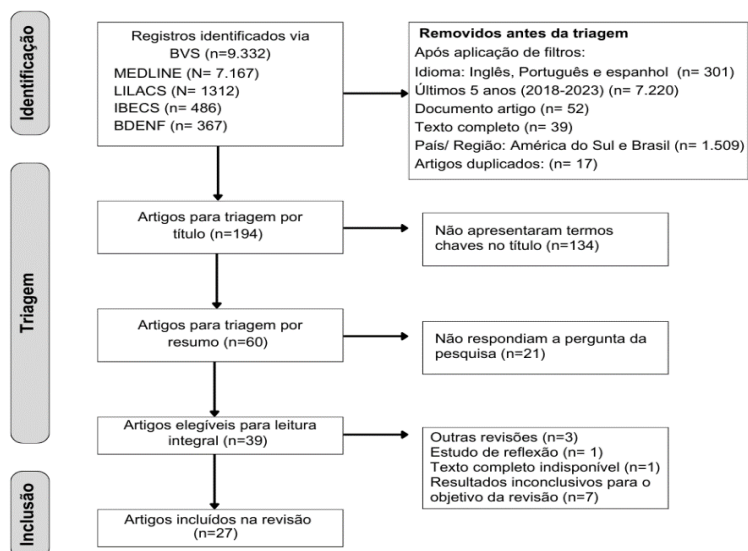 Identificação
Registros identificados via
BVS (n=9.332)
MEDLINE (N= 7.167)
LILACS (N= 1312)
IBECS (n= 486)
BDENF (n= 367)
Removidos antes da triagem
Após aplicação de filtros:
Idioma: Inglês, Português e espanhol (n= 301)
Últimos 5 anos (2018-2023) (n= 7.220)
Documento artigo (n= 52)
Texto completo (n= 39)
País/ Região: América do Sul e Brasil (n= 1.509)
Artigos duplicados: (n= 17)
Triagem
Artigos para triagem por
título (n=194)
Não apresentaram termos
chaves no título (n=134)
Artigos para triagem por
resumo (n=60)
Não respondiam a pergunta da
pesquisa (n=21)
Artigos elegíveis para leitura
integral (n=39)
Outras revisões (n=3)
Estudo de reflexão (n= 1)
Texto completo indisponível (n=1)
Resultados inconclusivos para o
objetivo da revisão (n=7)
Inclusão
Artigos incluídos na revisão
(n=27)